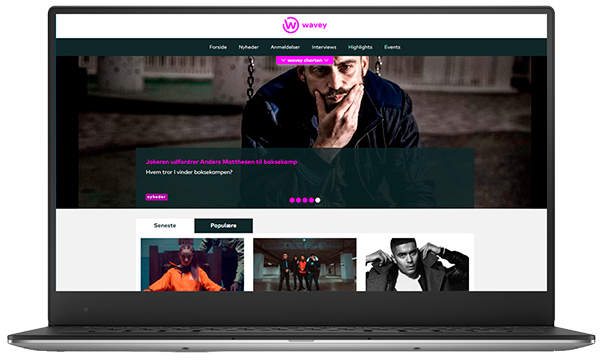 wavey
Forside Nyheder Anmeldelser Interviews Highlights Events
wavey charten
Jokeren udfordrer Anders Matthesen til boksekamp
Hvem tror I vinder boksekampen?
nyheder
Seneste Populære